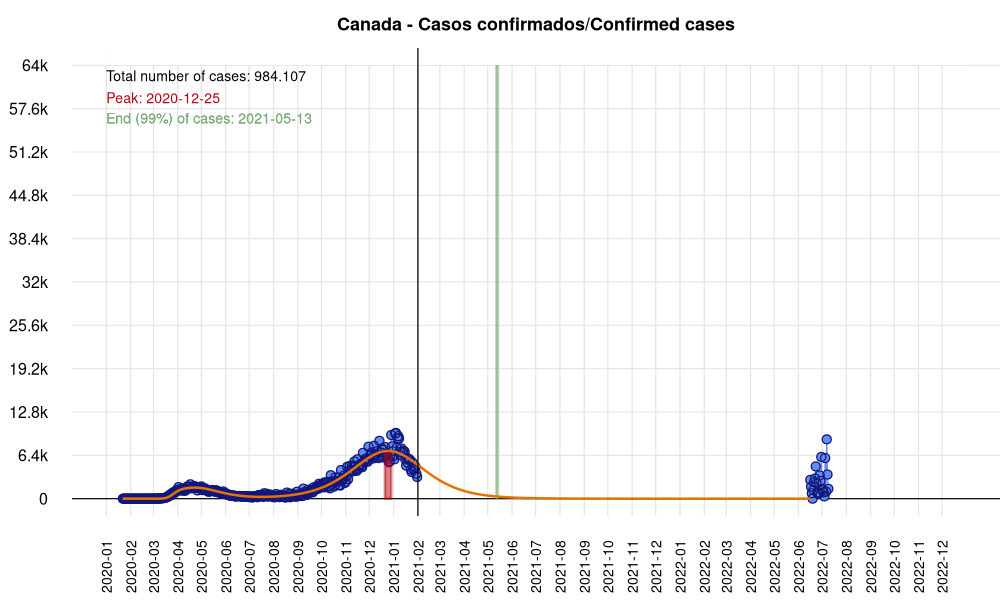 Canada - Casos confirmados/Confirmed cases
Total number of cases: 984.107
Peak: 2020-12-25
End (99%) of cases: 2021-05-13
64k
57.6k
51.2k
44.8k
38.4k
32k
25.6k
19.2k
12.8k
6.4k
0
2020-01
2020-02
2020-03
2020-04
2020-05
2020-06
2020-07
2020-08
2020-09
2020-10
2020-11
2020-12
2021-01
2021-02
2021-03
2021-04
2021-05
2021-06
2021-07
2021-08
2021-09
2021-10
2021-11
2021-12
2022-01
2022-02
2022-03
2022-04
2022-05
2022-06
2022-07
2022-08
2022-09
2022-10
2022-11
2022-12